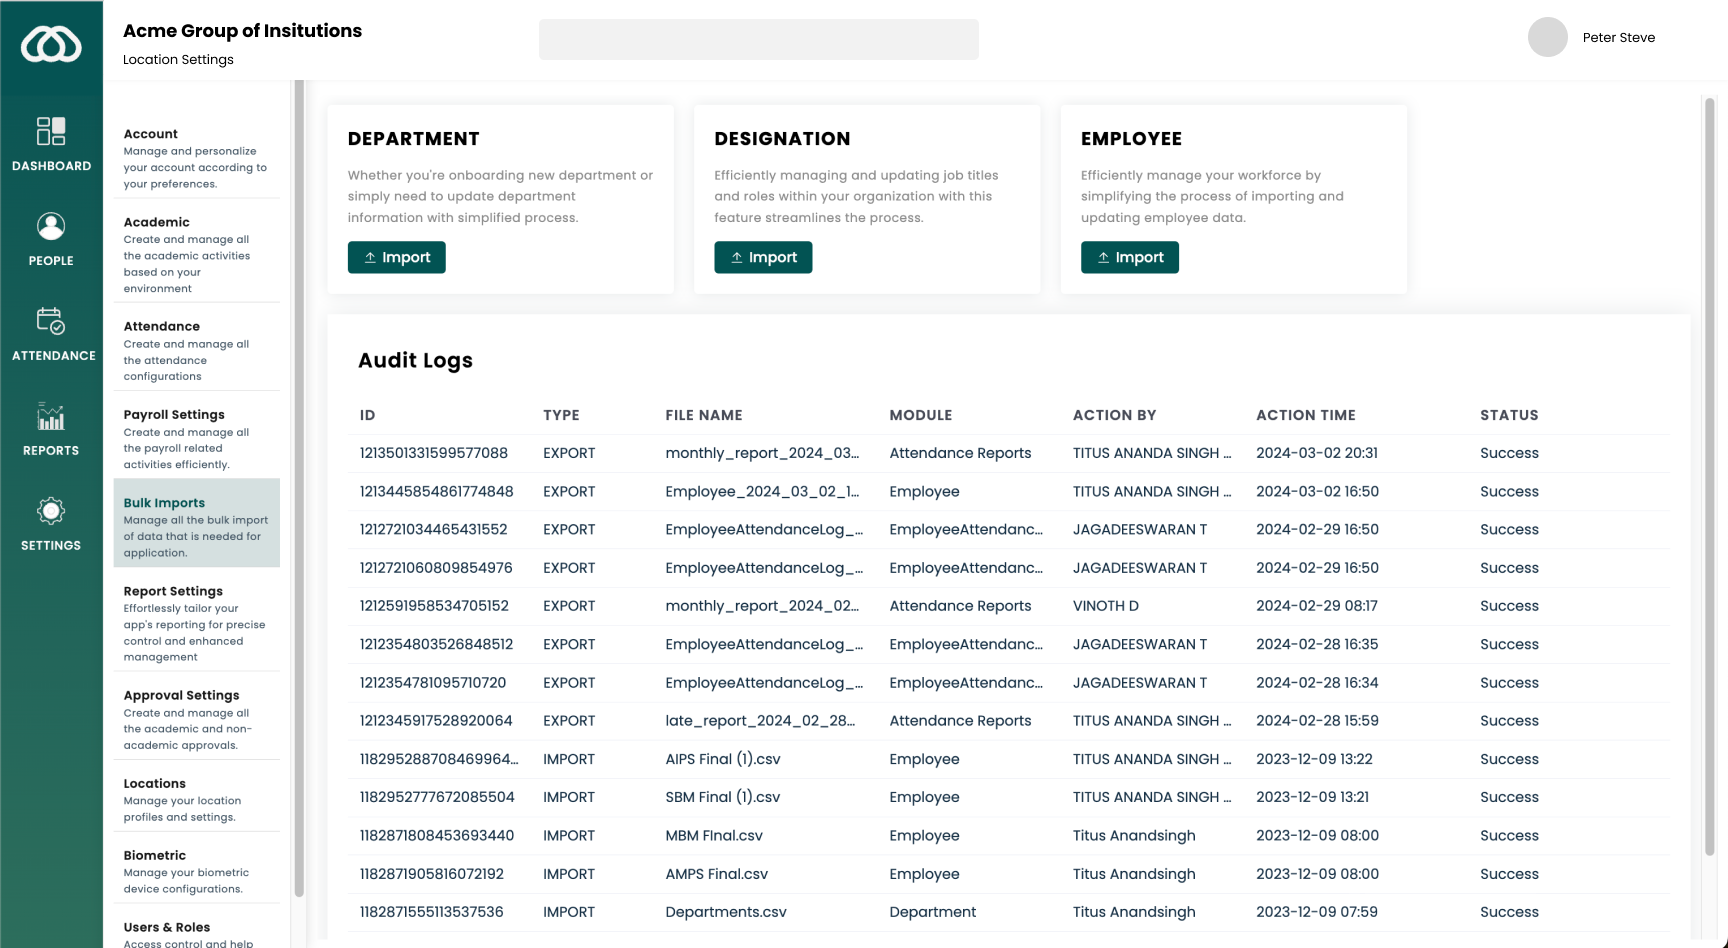 Acme Group of Insitutions
Location Settings
Peter Steve
DASHBOARD
PEOPLE
ATTENDANCE
REPORTS
SETTINGS
Account
Manage and personalize
your account according to
your preferences.
Academic
Create and manage all
the academic activities
based on your
environment
Attendance
Create and manage all
the attendance
configurations
Payroll Settings
Create and manage all
the payroll related
activities efficiently.
Bulk Imports
Manage all the bulk import
of data that is needed for
application.
Report Settings
Effortlessly tailor your
app's reporting for precise
control and enhanced
management
Approval Settings
Create and manage all
the academic and non-
academic approvals.
Locations
Manage your location
profiles and settings.
Biometric
Manage your biometric
device configurations.
Users & Roles
Access control and help
DEPARTMENT
Whether you're onboarding new department or
simply need to update department
information with simplified process.
Import
DESIGNATION
Efficiently managing and updating job titles
and roles within your organization with this
feature streamlines the process.
Import
EMPLOYEE
Efficiently manage your workforce by
simplifying the process of importing and
updating employee data.
Import
Audit Logs
ID TYPE FILE NAME MODULE ACTION BY ACTION TIME STATUS
1213501331599577088 EXPORT monthly_report_2024_03... Attendance Reports TITUS ANANDA SINGH ... 2024-03-02 20:31 Success
1213445854861774848 EXPORT Employee_2024_03_02_1... Employee TITUS ANANDA SINGH ... 2024-03-02 16:50 Success
1212721034465431552 EXPORT EmployeeAttendanceLog_... EmployeeAttendanc... JAGADEESWARAN T 2024-02-29 16:50 Success
1212721060809854976 EXPORT EmployeeAttendanceLog_... EmployeeAttendanc... JAGADEESWARAN T 2024-02-29 16:50 Success
1212591958534705152 EXPORT monthly_report_2024_02... Attendance Reports VINOTH D 2024-02-29 08:17 Success
1212354803526848512 EXPORT EmployeeAttendanceLog_... EmployeeAttendanc... JAGADEESWARAN T 2024-02-28 16:35 Success
1212354781095710720 EXPORT EmployeeAttendanceLog_... EmployeeAttendanc... JAGADEESWARAN T 2024-02-28 16:34 Success
1212345917528920064 EXPORT late_report_2024_02_28... Attendance Reports TITUS ANANDA SINGH ... 2024-02-28 15:59 Success
118295288708469964... IMPORT AIPS Final (1).csv Employee TITUS ANANDA SINGH ... 2023-12-09 13:22 Success
1182952777672085504 IMPORT SBM Final (1).csv Employee TITUS ANANDA SINGH ... 2023-12-09 13:21 Success
1182871808453693440 IMPORT MBM FInal.csv Employee Titus Anandsingh 2023-12-09 08:00 Success
1182871905816072192 IMPORT AMPS Final.csv Employee Titus Anandsingh 2023-12-09 08:00 Success
1182871555113537536 IMPORT Departments.csv Department Titus Anandsingh 2023-12-09 07:59 Success